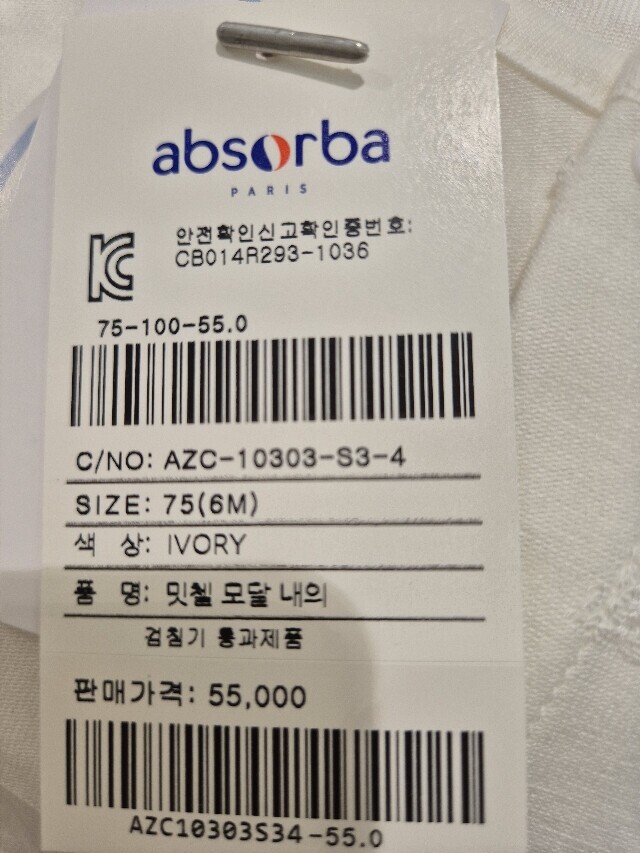 absorba
PARIS
안전확인신고확인증번호:
CB014R293-1036
75-100-55.0
C/NO: AZC-10303-S3-4
SIZE: 75(6M)
색 상: IVORY
품 명: 밋첼 모달 내의
검침기 통과제품
판매가격: 55,000
AZC10303S34-55.0